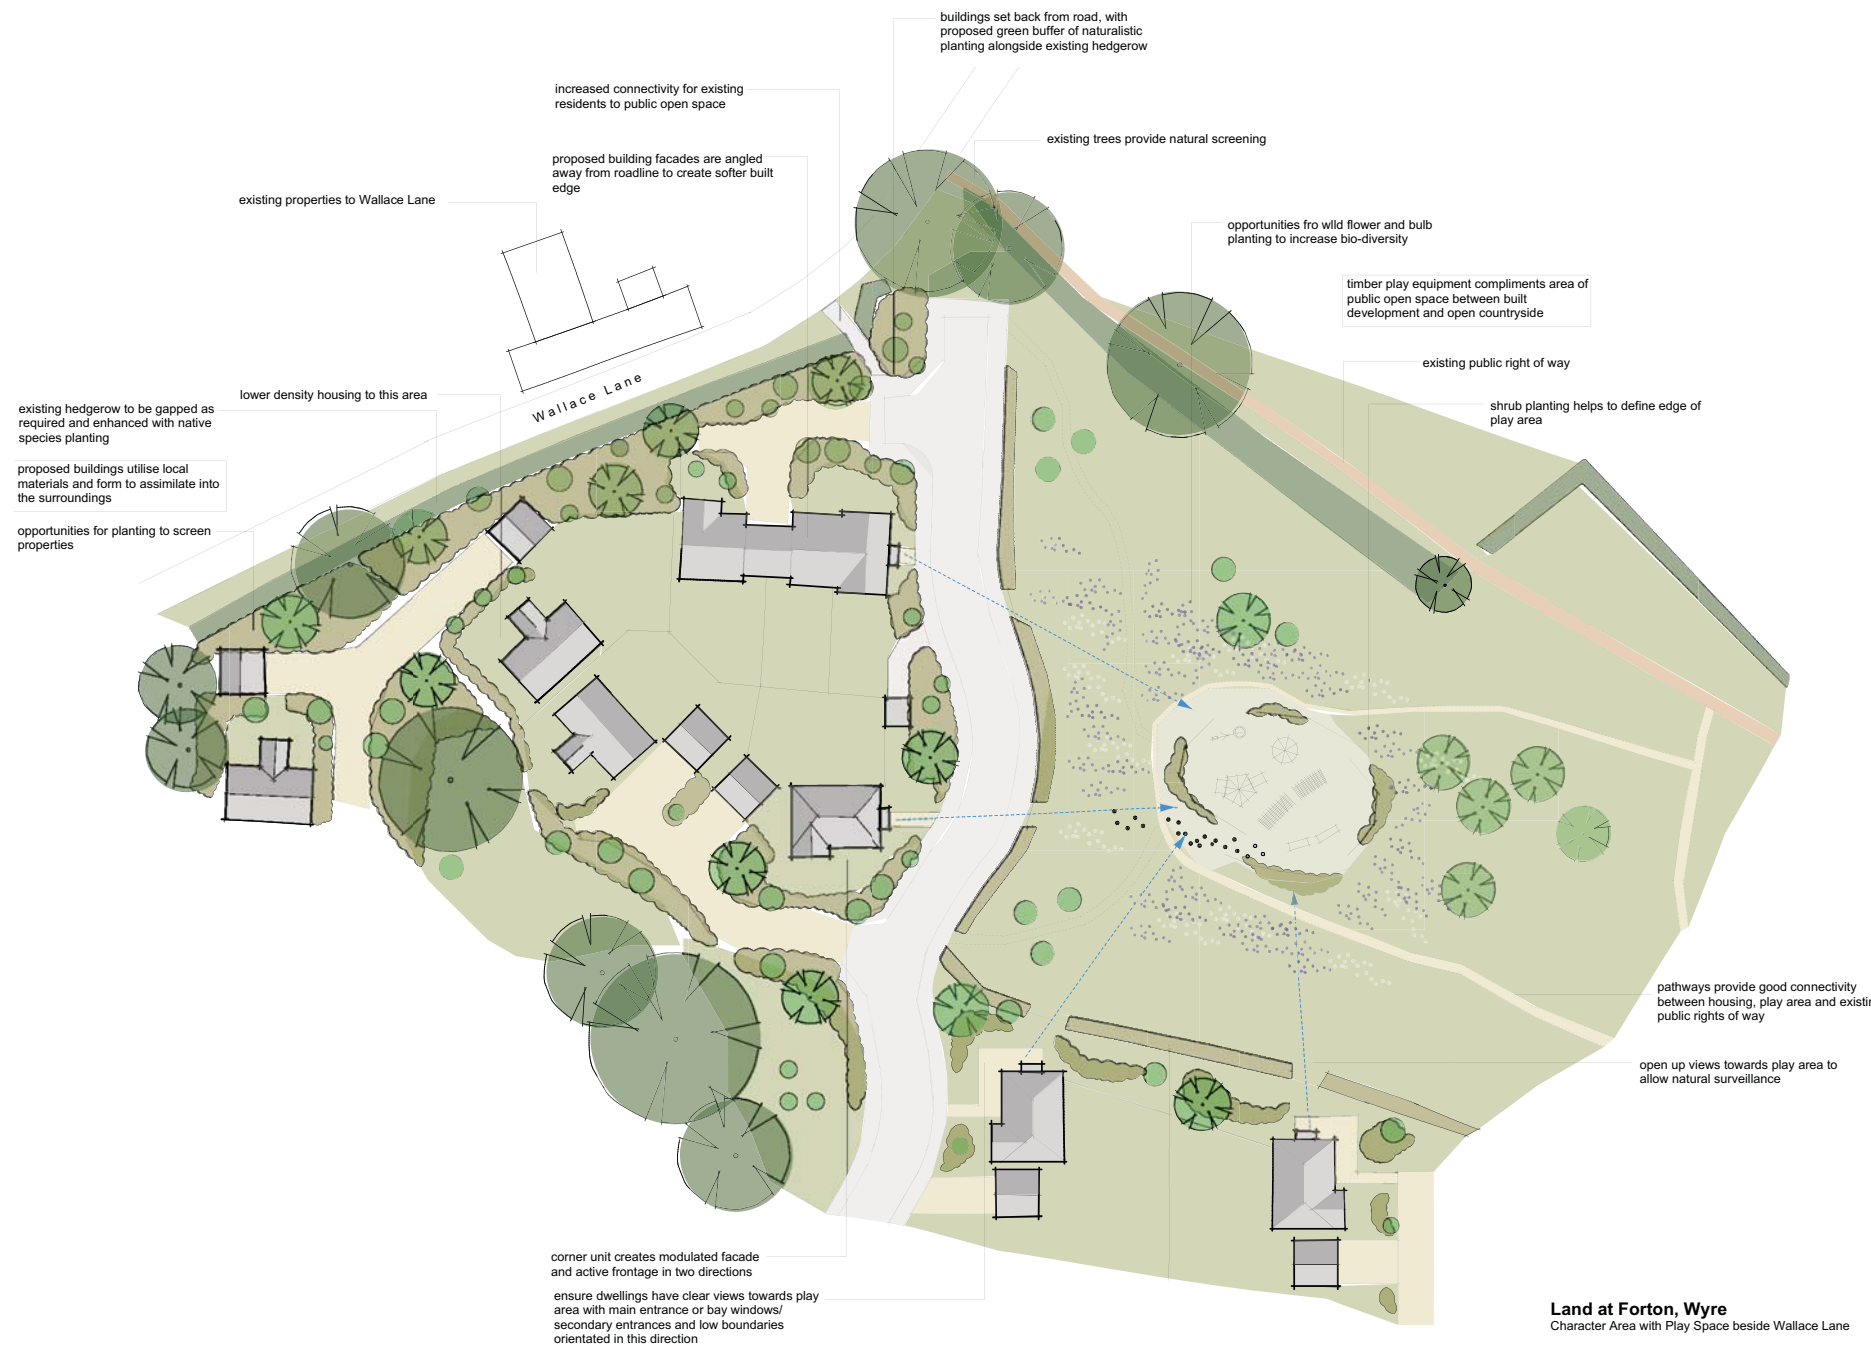 buildings set back from road, with
proposed green buffer of naturalistic
planting alongside existing hedgerow
increased connectivity for existing
residents to public open space
existing trees provide natural screening
proposed building facades are angled
away from roadline to create softer built
edge
existing properties to Wallace Lane
opportunities fro wlld flower and bulb
planting to increase bio-diversity
timber play equipment compliments area of
public open space between built
development and open countryside
existing public right of way
shrub planting helps to define edge of
play area
Wallace Lane
lower density housing to this area
existing hedgerow to be gapped as
required and enhanced with native
species planting
proposed buildings utilise local
materials and form to assimilate into
the surroundings
opportunities for planting to screen
properties
pathways provide good connectivity
between housing, play area and existin
public rights of way
open up views towards play area to
allow natural surveillance
corner unit creates modulated facade
and active frontage in two directions
ensure dwellings have clear views towards play
area with main entrance or bay windows/
secondary entrances and low boundaries
orientated in this direction
Land at Forton, Wyre
Character Area with Play Space beside Wallace Lane